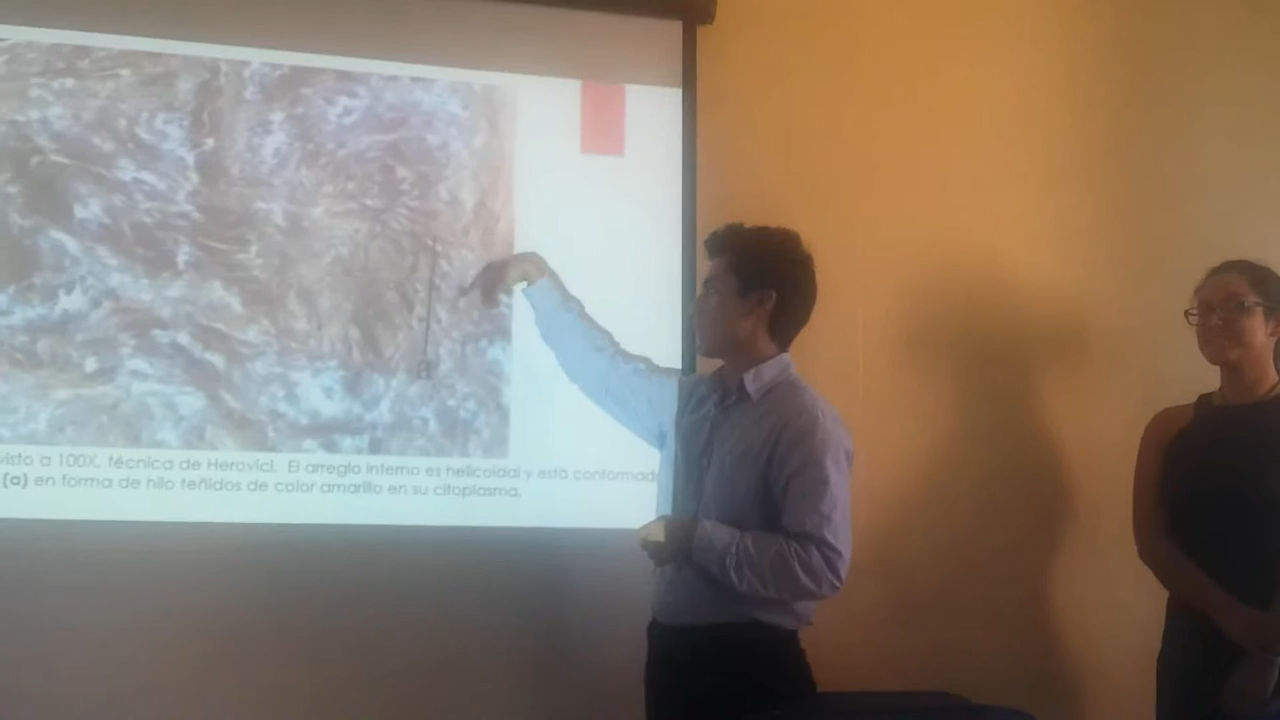 a
visto a 100X, técnica de Herovici. El arreglo interno es helicoidal y está conformad
(a) en forma de hilo teñidos de color amarillo en su citoplasma.